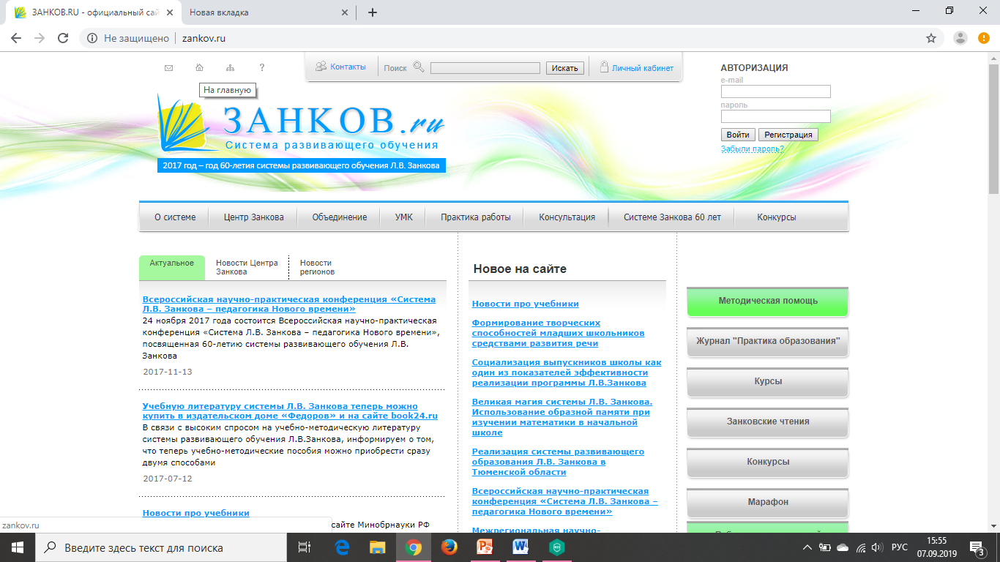 ЗАНКОВ.RU - официальный сай
Новая вкладка
Не защищено
zankov.ru
?
Контакты
Поиск
Искать
Личный кабинет
На главную
АВТОРИЗАЦИЯ
e-mail
пароль
Войти
Регистрация
Забыли пароль?
ЗАНКОВ.ru
Система развивающего обучения
2017 год – год 60-летия системы развивающего обучения Л.В. Занкова
О системе
Центр Занкова
Объединение
УМК
Практика работы
Консультация
Системе Занкова 60 лет
Конкурсы
Актуальное
Новости Центра
Занкова
Новости
регионов
Всероссийская научно-практическая конференция «Система
Л.В. Занкова – педагогика Нового времени»
24 ноября 2017 года состоится Всероссийская научно-практическая
конференция «Система Л.В. Занкова – педагогика Нового времени»,
посвященная 60-летию системы развивающего обучения Л.В.
Занкова
2017-11-13
Учебную литературу системы Л.В. Занкова теперь можно
купить в издательском доме «Федоров» и на сайте book24.ru
В связи с высоким спросом на учебно-методическую литературу
системы развивающего обучения Л.В.Занкова, информируем о том,
что теперь учебно-методические пособия можно приобрести сразу
двумя способами
2017-07-12
Новости про учебники
сайте Минобрнауки РФ
Новое на сайте
Новости про учебники
Формирование творческих
способностей младших школьников
средствами развития речи
Социализация выпускников школы как
один из показателей эффективности
реализации программы Л.В.Занкова
Великая магия системы Л.В. Занкова.
Использование образной памяти при
изучении математики в начальной
школе
Реализация системы развивающего
образования Л.В. Занкова в
Тюменской области
Всероссийская научно-практическая
конференция «Система Л.В. Занкова –
педагогика Нового времени»
Межрегиональная научно-
Методическая помощь
Журнал "Практика образования"
Курсы
Занковские чтения
Конкурсы
Марафон
zankov.ru
Введите здесь текст для поиска
РУС
15:55
07.09.2019
3